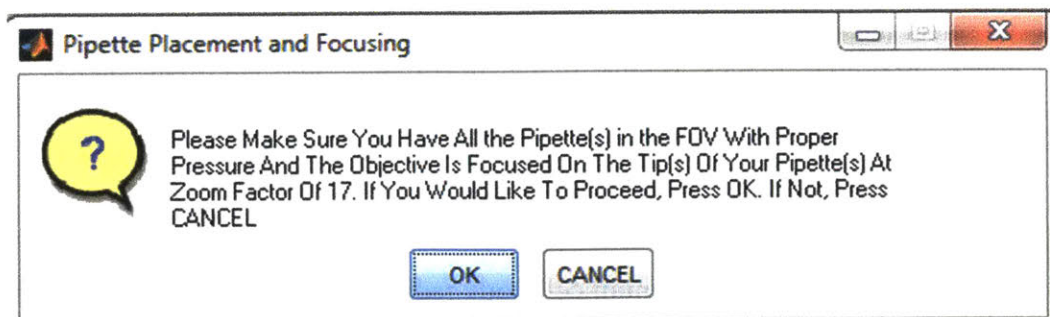 Pipette Placement and Focusing
?
Please Make Sure You Have All the Pipette(s) in the FOV With Proper
Pressure And The Objective Is Focused On The Tip(s) Of Your Pipette(s) At
Zoom Factor Of 17. If You Would Like To Proceed, Press OK. If Not, Press
CANCEL
OK CANCEL